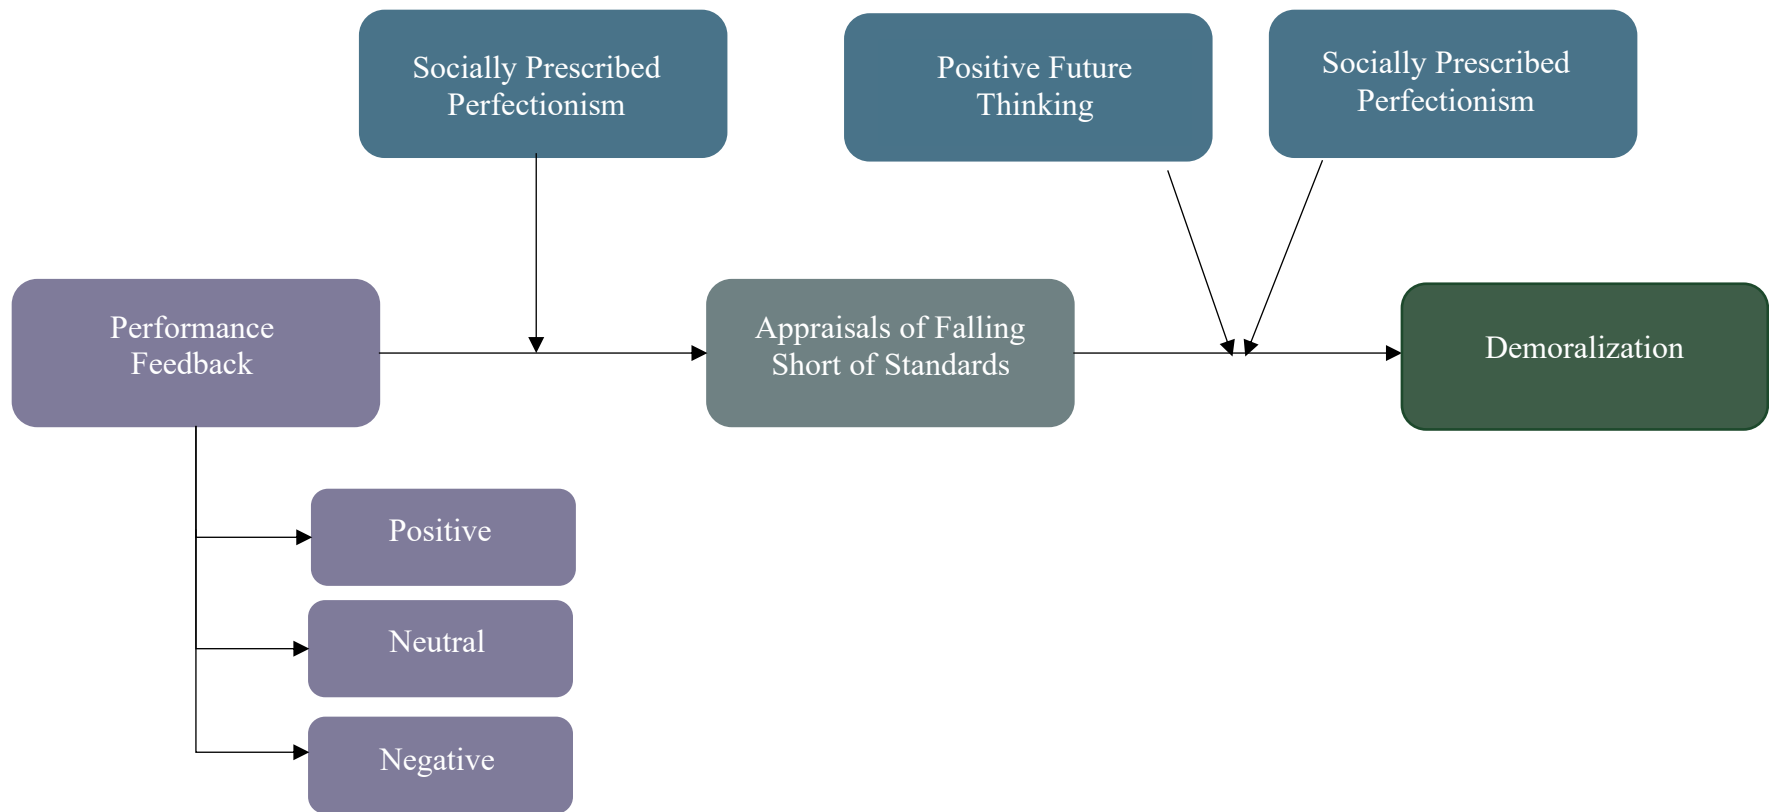 Socially Prescribed
Perfectionism
Positive Future
Thinking
Socially Prescribed
Perfectionism
Performance
Feedback
Appraisals of Falling
Short of Standards
Demoralization
Positive
Neutral
Negative